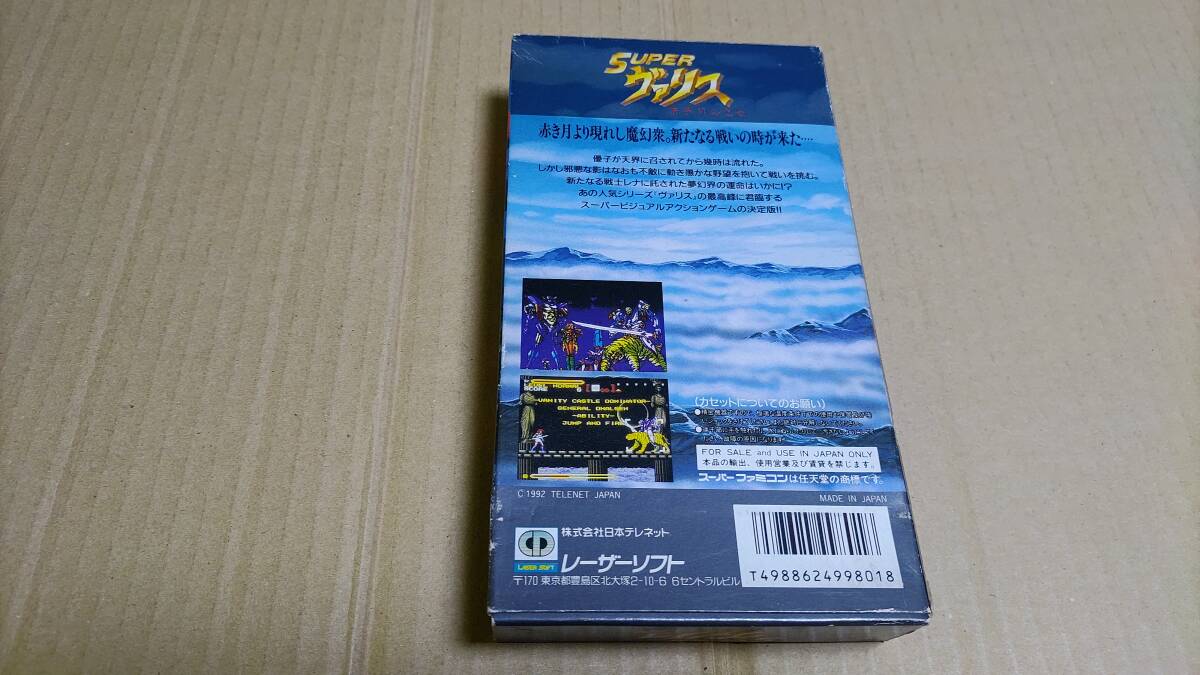 SUPER
ヴァリス
赤き月より現れし魔幻衆。新たなる戦いの時が来た‥‥
優子が天界に召されてから幾時は流れた。
しかし邪悪な影はなおも不敵に動き愚かな野望を抱いて戦いを挑む。
新たなる戦士レナに託された夢幻界の運命はいかに!?
あの人気シリーズ「ヴァリス」の最高峰に君臨する
スーパービジュアルアクションゲームの決定版!!
SCORE
VANITY CASTLE DOMINATOR
-ABILITY-
JUMP AND FIRE
(カセットについてのお願い)
FOR SALE and USE IN JAPAN ONLY
本品の輸出、使用営業及び賃貸を禁じます。
スーパーファミコンは任天堂の商標です。
C 1992 TELENET JAPAN
MADE IN JAPAN
株式会社日本テレネット
LASER SOFT
レーザーソフト
〒170 東京都豊島区北大塚2-10-6 6セントラルビル
T4988624998018